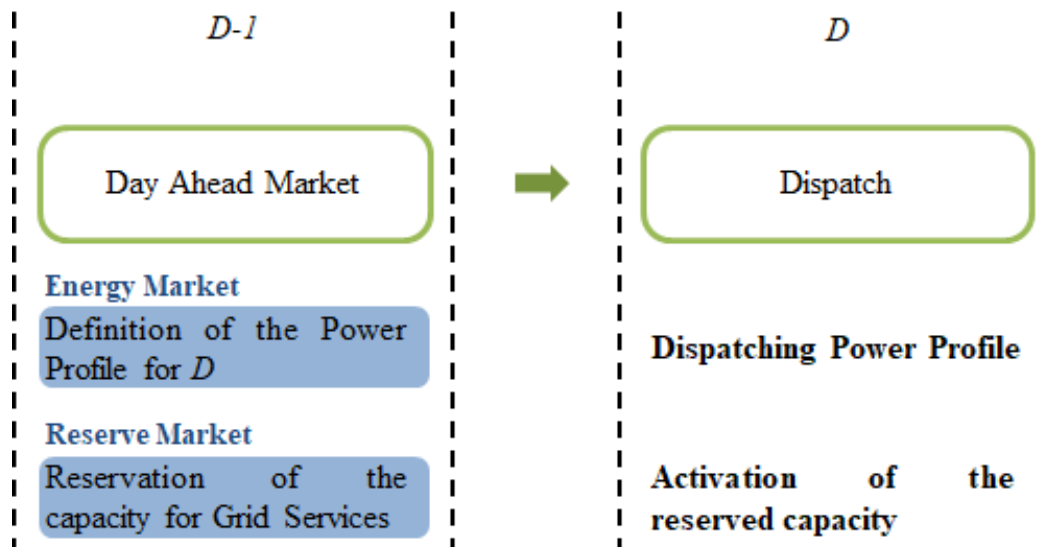 D-1
Day Ahead Market
Energy Market
Definition of the Power
Profile for D
Reserve Market
Reservation of the
capacity for Grid Services
D
Dispatch
Dispatching Power Profile
Activation of the
reserved capacity